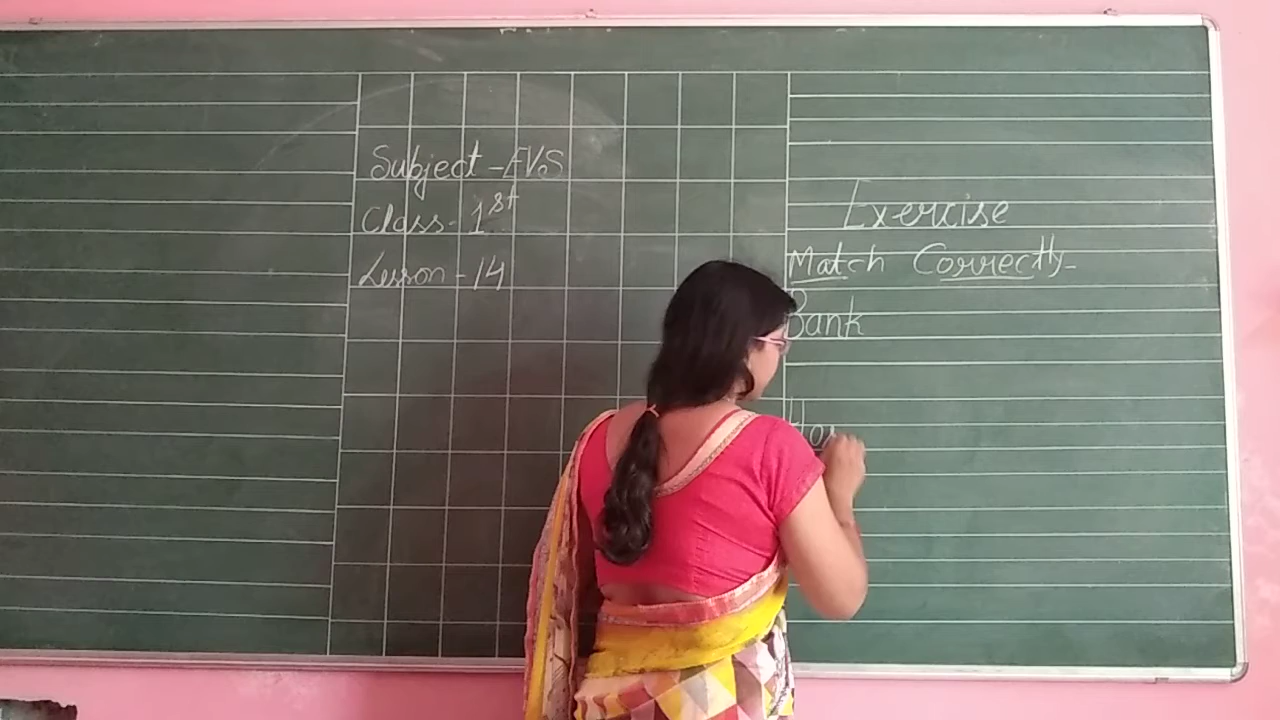 Subject - EVS
Class - 1st
Lesson - 14
Exercise
Match Correctly -
Bank